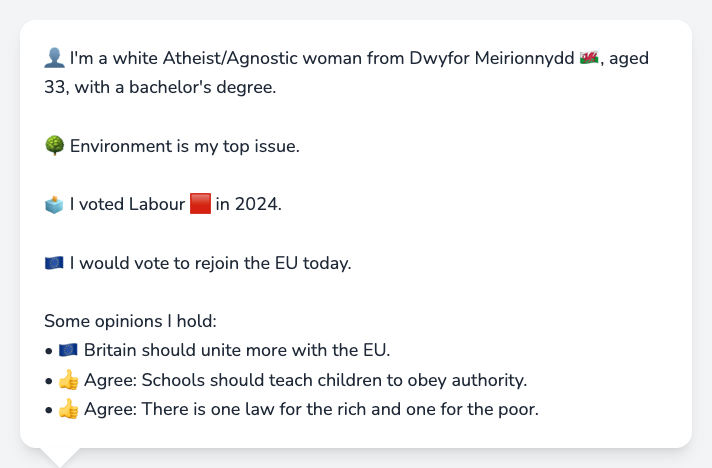 👤 I'm a white Atheist/Agnostic woman from Dwyfor Meirionnydd 🏴󠁧󠁢󠁷󠁬󠁳󠁿, aged
33, with a bachelor's degree.
🌳 Environment is my top issue.
🗳️ I voted Labour 🟥 in 2024.
🇪🇺 I would vote to rejoin the EU today.
Some opinions I hold:
• 🇪🇺 Britain should unite more with the EU.
• 👍 Agree: Schools should teach children to obey authority.
• 👍 Agree: There is one law for the rich and one for the poor.